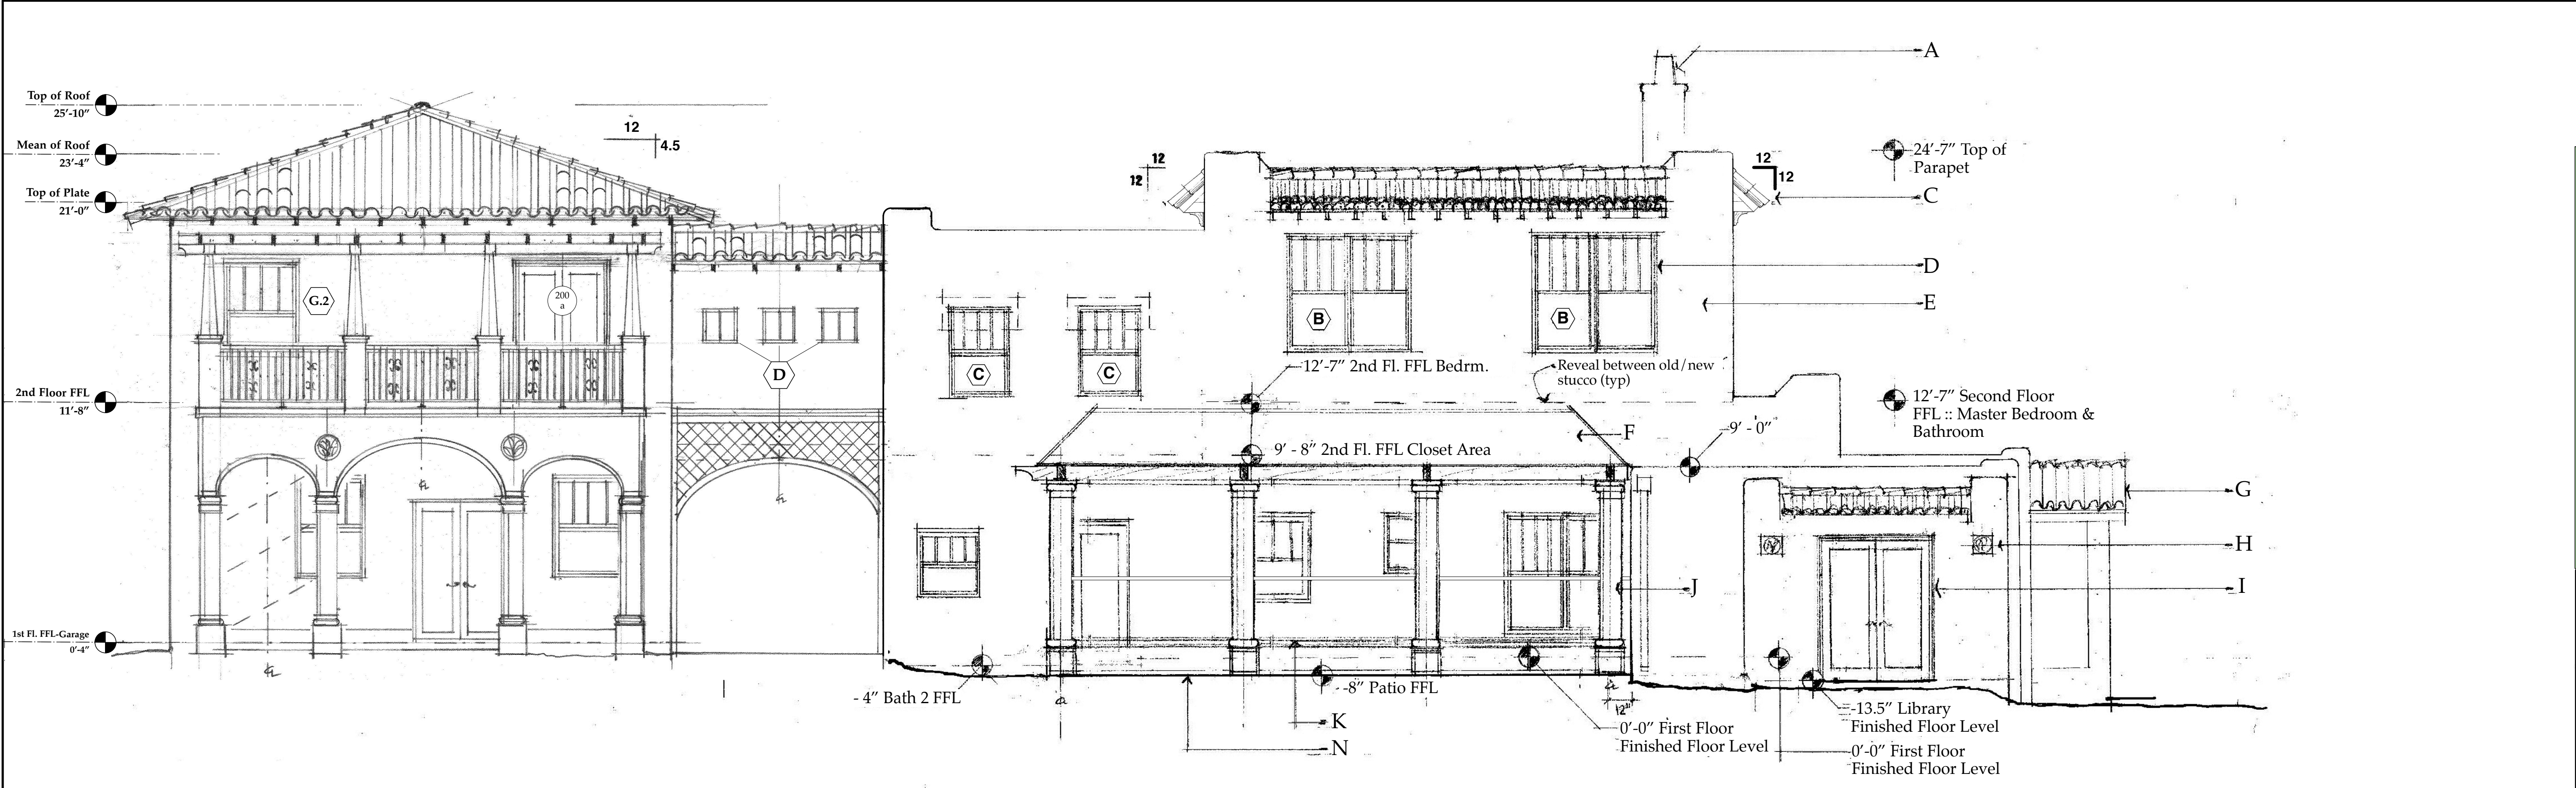 Top of Roof
25'-10"
Mean of Roof
23'-4"
Top of Plate
21'-0"
2nd Floor FFL
11'-8"
1st Fl. FFL-Garage
0'-4"
12
4.5
G.2
200
a
D
C
C
12
12
B
B
12
12
A
24'-7" Top of
Parapet
C
D
E
12'-7" 2nd Fl. FFL Bedrm.
Reveal between old/new
stucco (typ)
12'-7" Second Floor
FFL :: Master Bedroom &
Bathroom
F
9' - 0"
9' - 8" 2nd Fl. FFL Closet Area
G
H
I
J
- 4" Bath 2 FFL
-8" Patio FFL
K
N
12"
0'-0" First Floor
Finished Floor Level
-13.5" Library
Finished Floor Level
0'-0" First Floor
Finished Floor Level